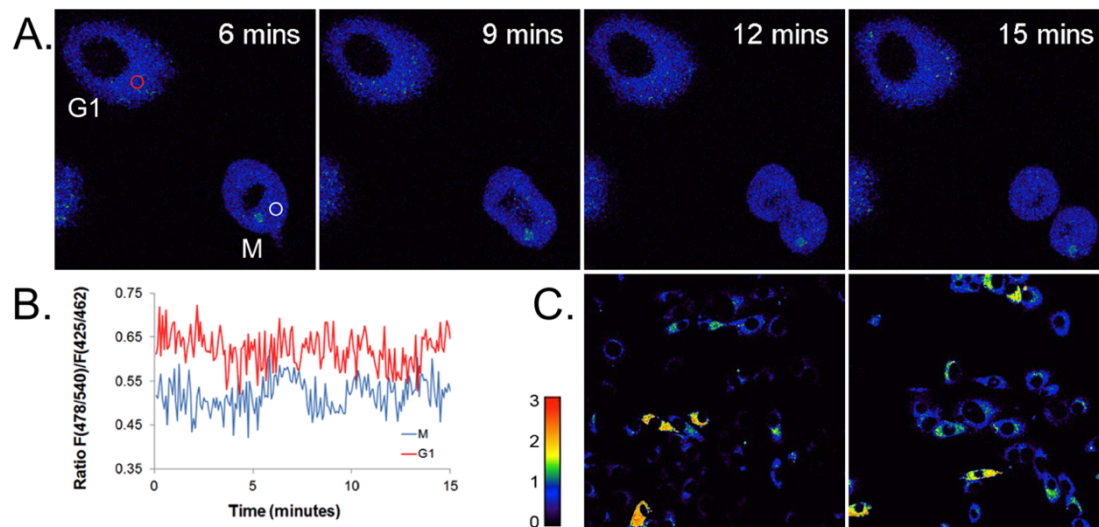 A.
6 mins
9 mins
12 mins
15 mins
G1
M
B.
C.
Ratio F(478/540)/F(425/462)
0.75
0.65
0.55
0.45
0.35
M
G1
0
5
10
15
Time (minutes)
3
2
1
0